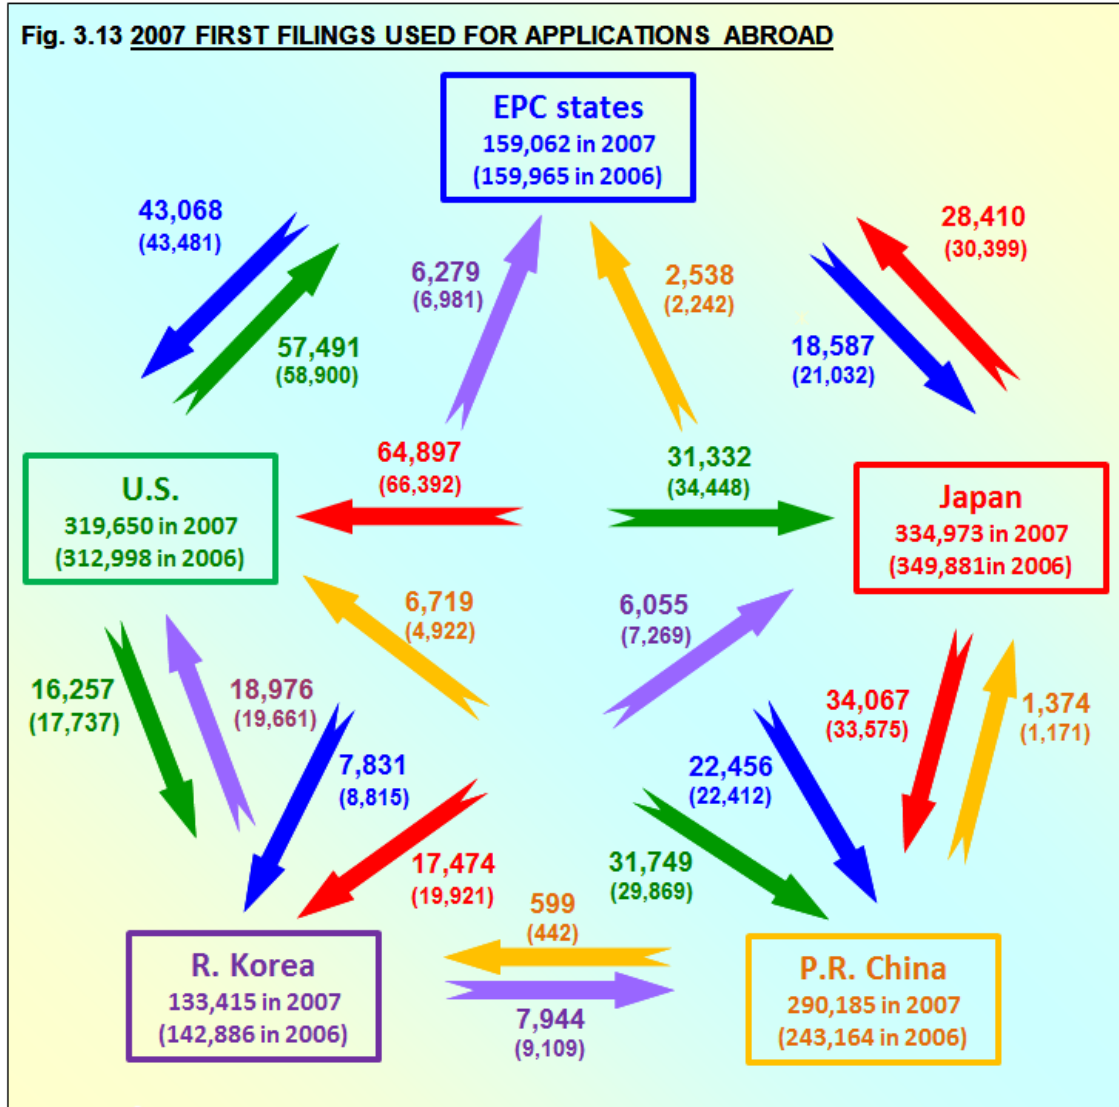 Fig. 3.13 2007 FIRST FILINGS USED FOR APPLICATIONS ABROAD
EPC states
159,062 in 2007
(159,965 in 2006)
43,068
(43,481)
28,410
(30,399)
6,279
(6,981)
2,538
(2,242)
57,491
(58,900)
18,587
(21,032)
64,897
(66,392)
31,332
(34,448)
U.S.
319,650 in 2007
(312,998 in 2006)
Japan
334,973 in 2007
(349,881in 2006)
6,719
(4,922)
6,055
(7,269)
16,257
(17,737)
18,976
(19,661)
34,067
(33,575)
1,374
(1,171)
7,831
(8,815)
22,456
(22,412)
17,474
(19,921)
31,749
(29,869)
599
(442)
R. Korea
133,415 in 2007
(142,886 in 2006)
7,944
(9,109)
P.R. China
290,185 in 2007
(243,164 in 2006)